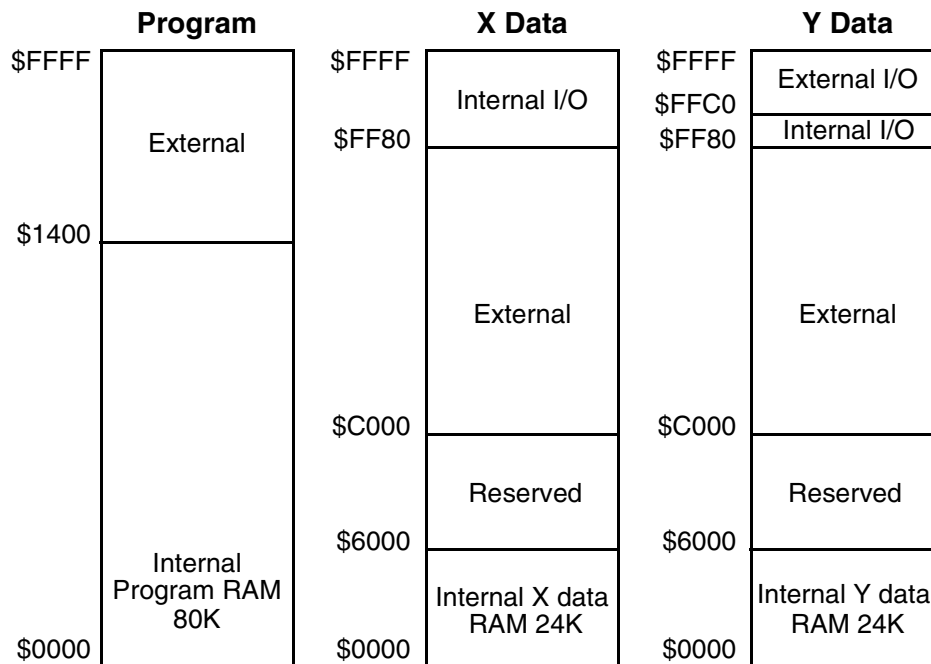 Program
$FFFF
External
$1400
Internal
Program RAM
80K
$0000
X Data
$FFFF
Internal I/O
$FF80
External
$C000
Reserved
$6000
Internal X data
RAM 24K
$0000
Y Data
$FFFF
External I/O
$FFC0
Internal I/O
$FF80
External
$C000
Reserved
$6000
Internal Y data
RAM 24K
$0000